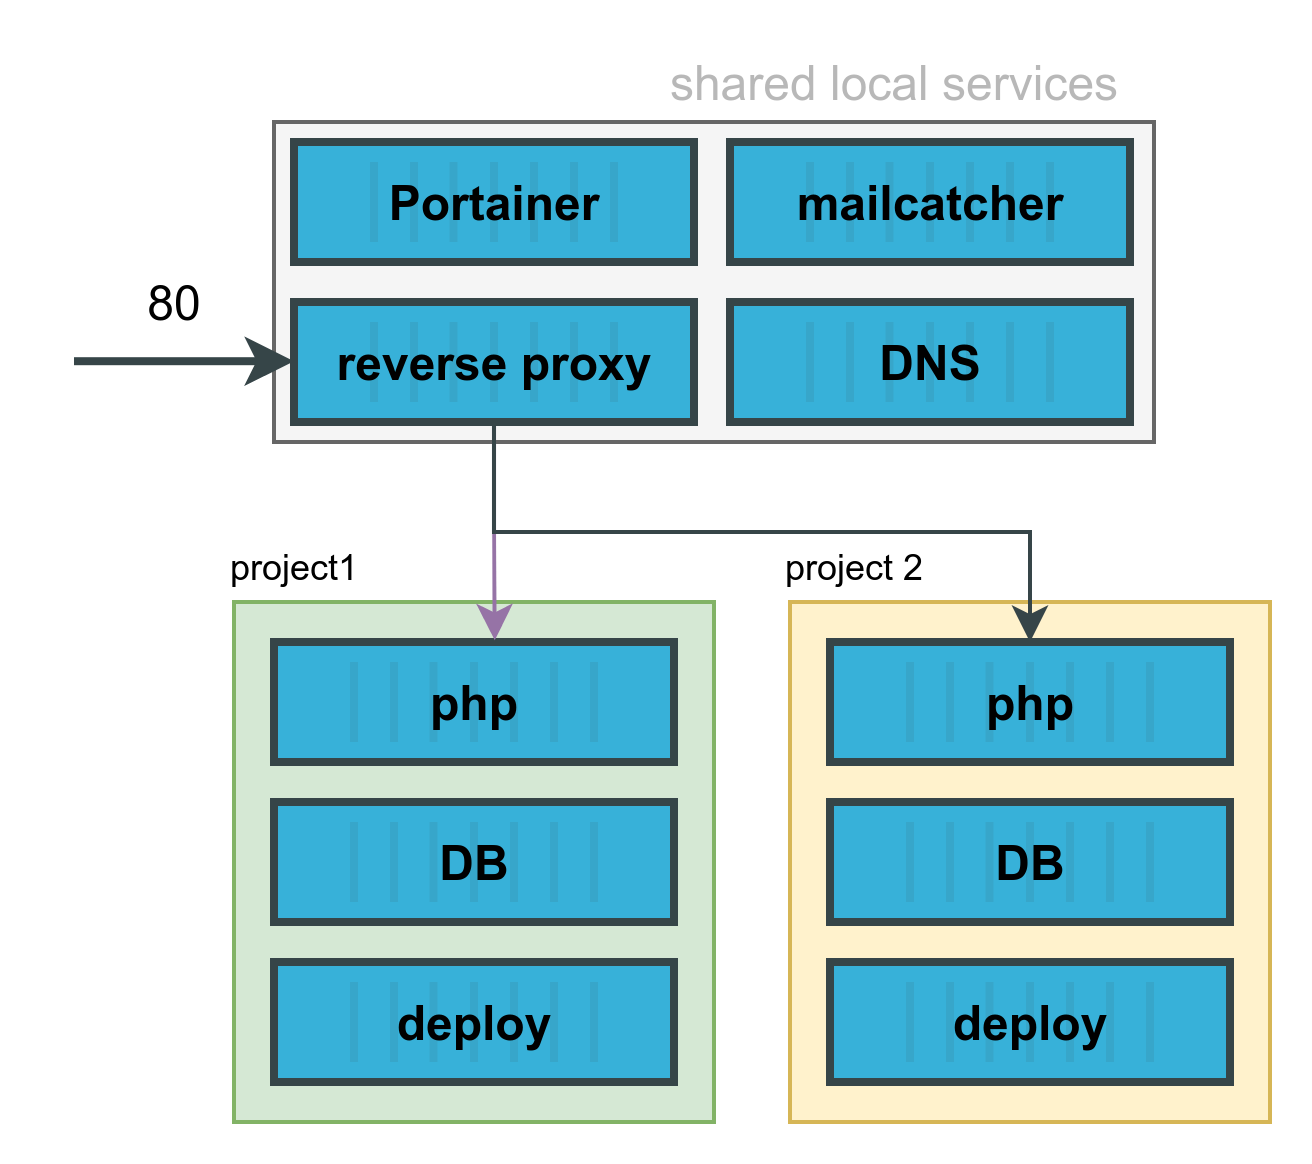 shared local services
Portainer
mailcatcher
80
reverse proxy
DNS
project1
project 2
php
php
DB
DB
deploy
deploy